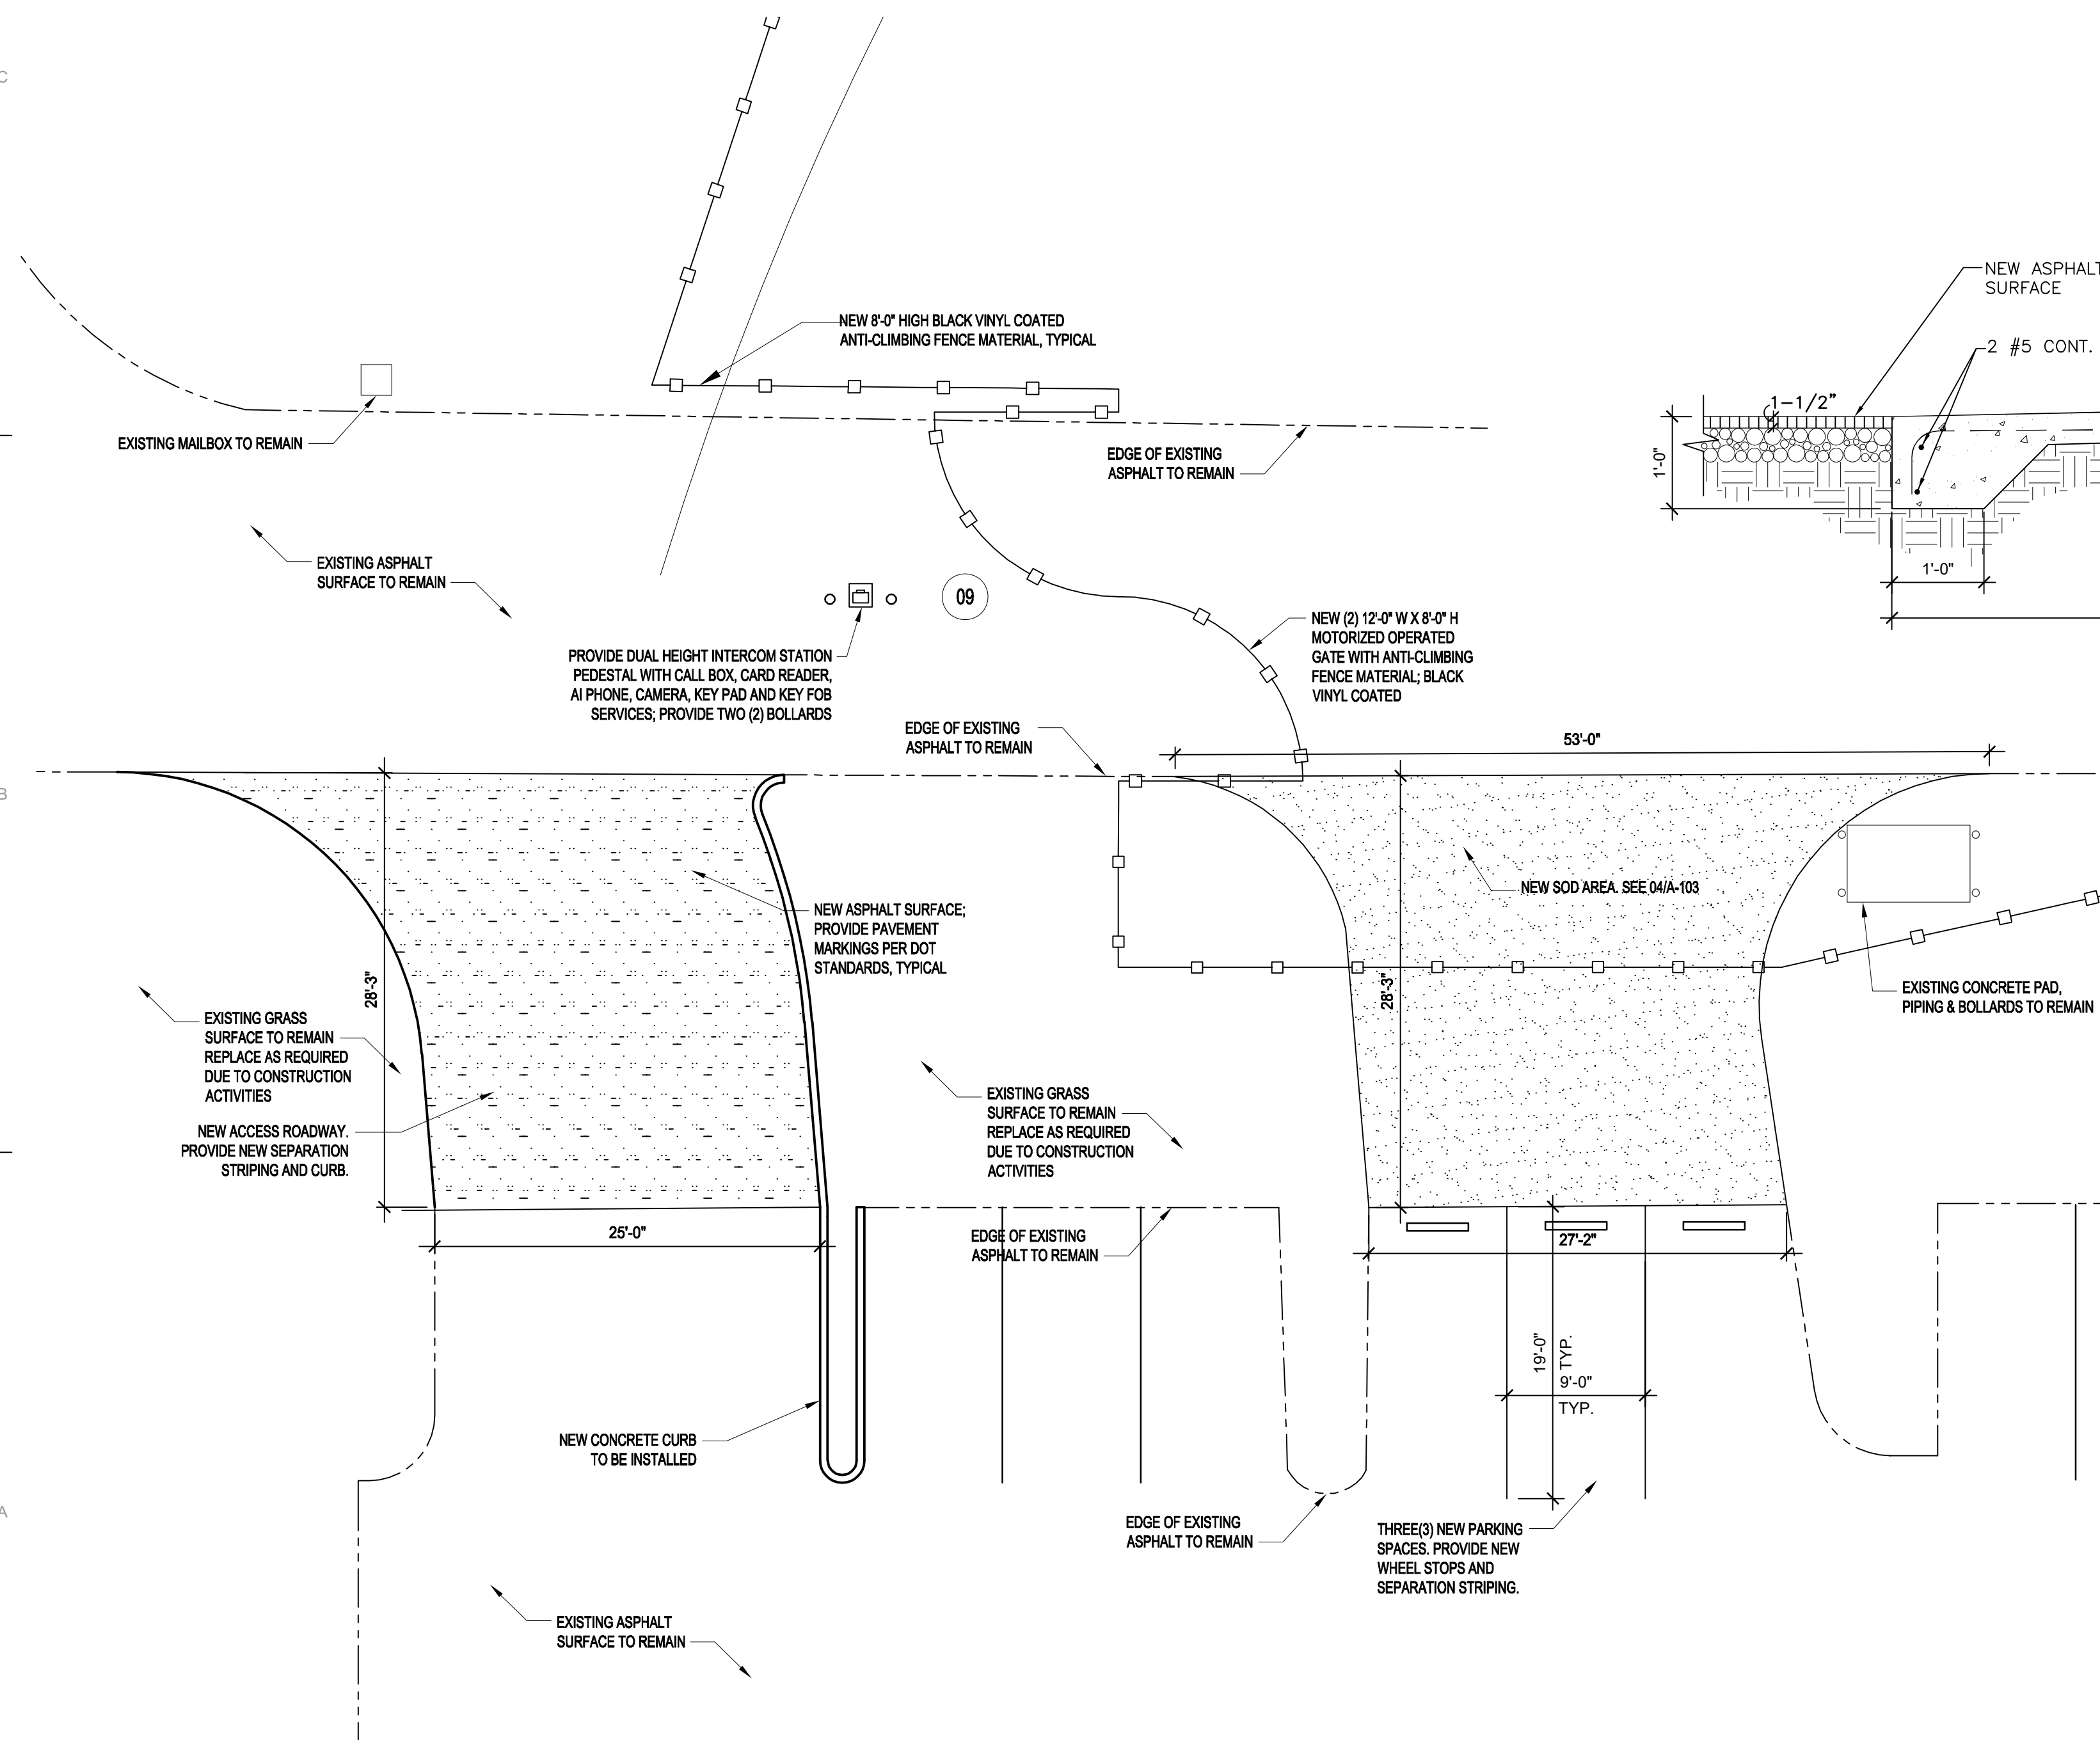 C
NEW ASPHALT
SURFACE
NEW 8'-0" HIGH BLACK VINYL COATED
ANTI-CLIMBING FENCE MATERIAL, TYPICAL
2 #5 CONT.
1-1/2"
1'-0"
1'-0"
EXISTING MAILBOX TO REMAIN
EDGE OF EXISTING
ASPHALT TO REMAIN
EXISTING ASPHALT
SURFACE TO REMAIN
09
NEW (2) 12'-0" W X 8'-0" H
MOTORIZED OPERATED
GATE WITH ANTI-CLIMBING
FENCE MATERIAL; BLACK
VINYL COATED
PROVIDE DUAL HEIGHT INTERCOM STATION
PEDESTAL WITH CALL BOX, CARD READER,
AI PHONE, CAMERA, KEY PAD AND KEY FOB
SERVICES; PROVIDE TWO (2) BOLLARDS
EDGE OF EXISTING
ASPHALT TO REMAIN
53'-0"
B
NEW SOD AREA. SEE 04/A-103
NEW ASPHALT SURFACE;
PROVIDE PAVEMENT
MARKINGS PER DOT
STANDARDS, TYPICAL
28'-3"
28'-3"
EXISTING CONCRETE PAD,
PIPING & BOLLARDS TO REMAIN
EXISTING GRASS
SURFACE TO REMAIN
REPLACE AS REQUIRED
DUE TO CONSTRUCTION
ACTIVITIES
EXISTING GRASS
SURFACE TO REMAIN
REPLACE AS REQUIRED
DUE TO CONSTRUCTION
ACTIVITIES
NEW ACCESS ROADWAY.
PROVIDE NEW SEPARATION
STRIPING AND CURB.
25'-0"
EDGE OF EXISTING
ASPHALT TO REMAIN
27'-2"
19'-0"
TYP.
9'-0"
TYP.
NEW CONCRETE CURB
TO BE INSTALLED
A
EDGE OF EXISTING
ASPHALT TO REMAIN
THREE(3) NEW PARKING
SPACES. PROVIDE NEW
WHEEL STOPS AND
SEPARATION STRIPING.
EXISTING ASPHALT
SURFACE TO REMAIN